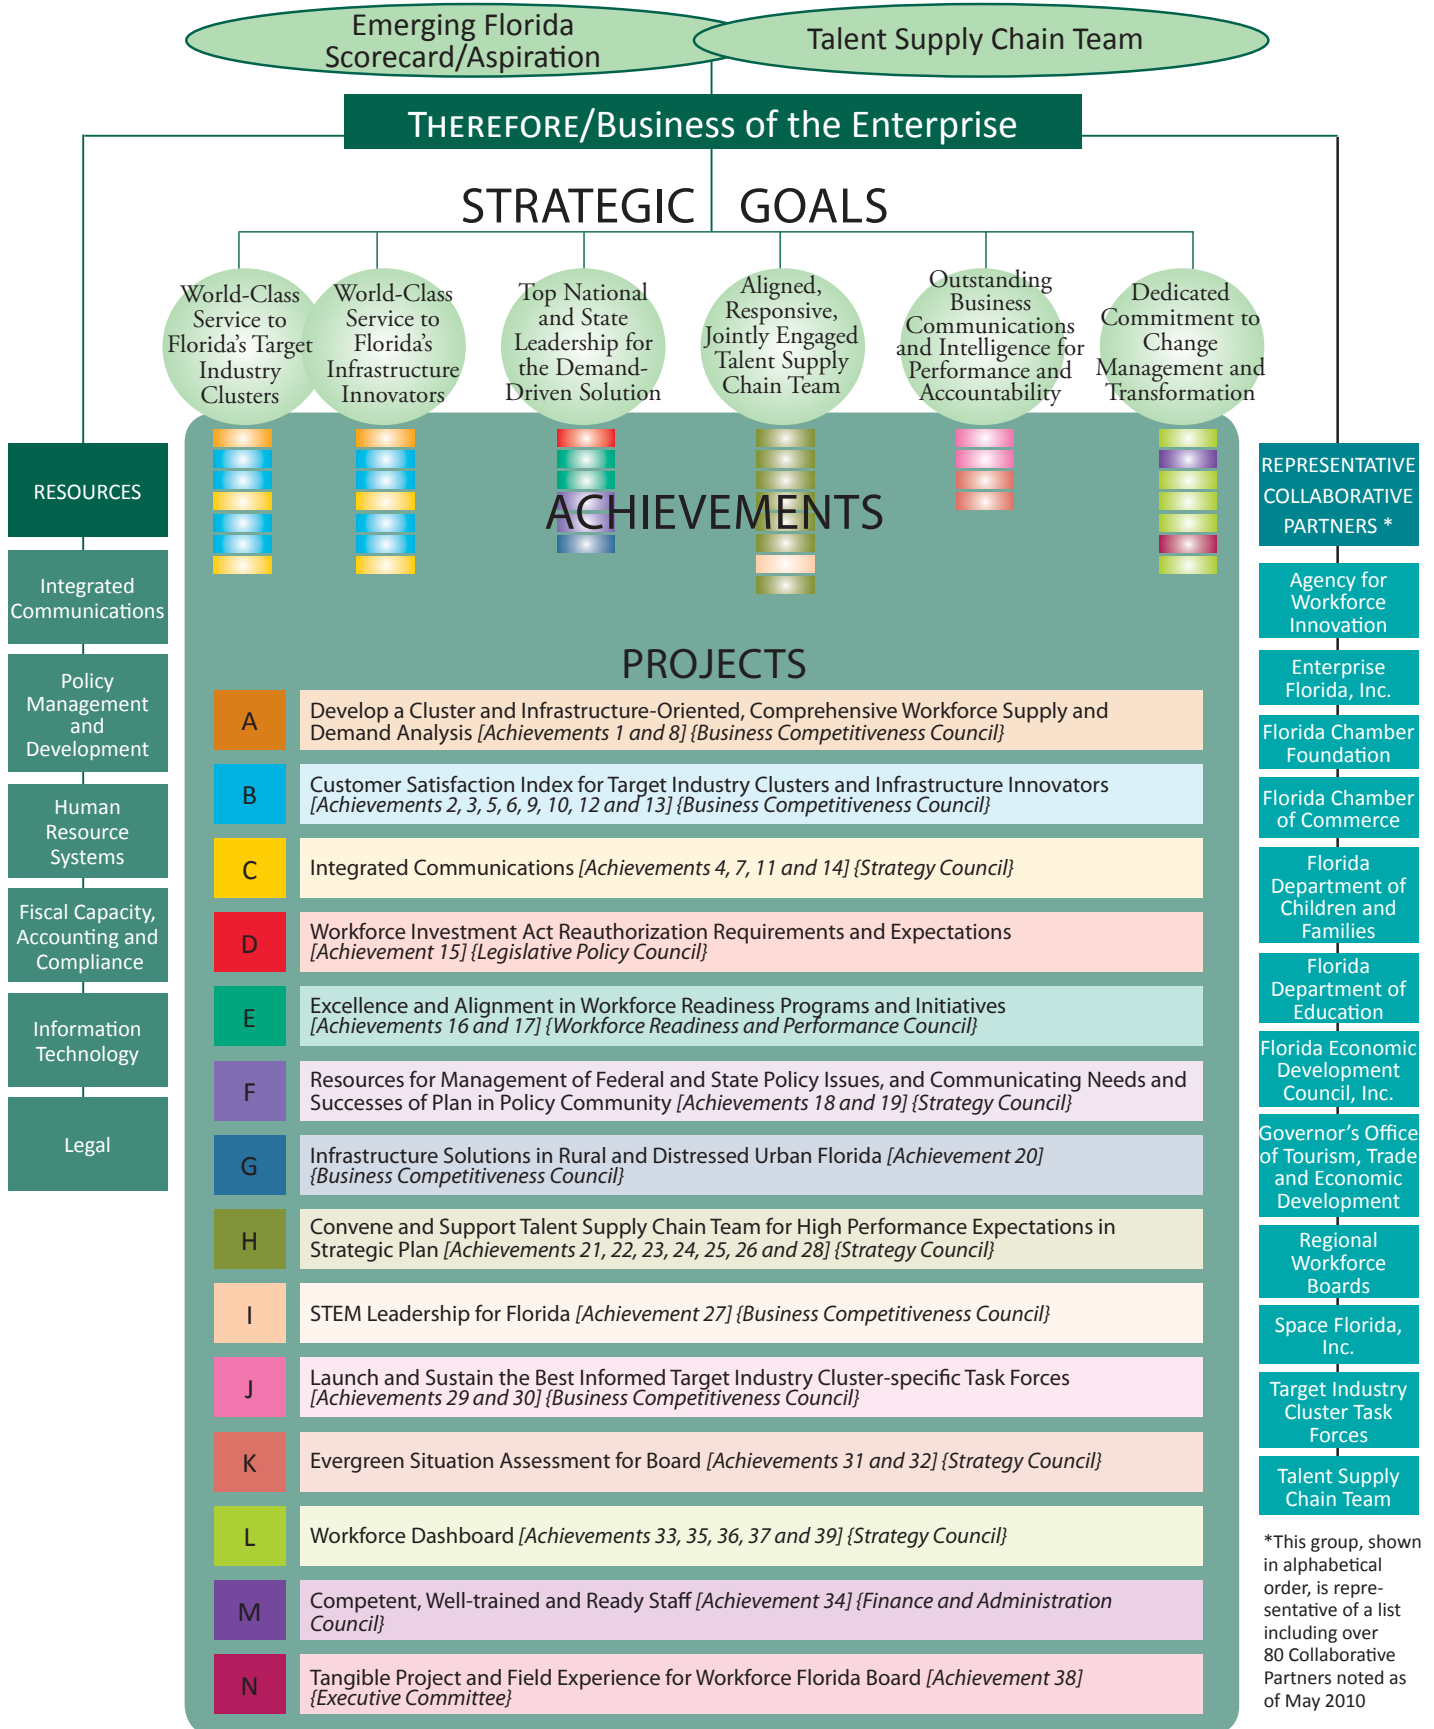 Emerging Florida
Scorecard/Aspiration
Talent Supply Chain Team
THEREFORE/Business of the Enterprise
STRATEGIC GOALS
World-Class
Service to
Florida’s Target
Industry
Clusters
World-Class
Service to
Florida’s
Infrastructure
Innovators
Top National
and State
Leadership for
the Demand-
Driven Solution
Aligned,
Responsive,
Jointly Engaged
Talent Supply
Chain Team
Outstanding
Business
Communications
and Intelligence for
Performance and
Accountability
Dedicated
Commitment to
Change
Management and
Transformation
ACHIEVEMENTS
RESOURCES
Integrated
Communications
Policy
Management
and
Development
Human
Resource
Systems
Fiscal Capacity,
Accounting and
Compliance
Information
Technology
Legal
PROJECTS
A
Develop a Cluster and Infrastructure-Oriented, Comprehensive Workforce Supply and
Demand Analysis [Achievements 1 and 8] {Business Competitiveness Council}
B
Customer Satisfaction Index for Target Industry Clusters and Infrastructure Innovators
[Achievements 2, 3, 5, 6, 9, 10, 12 and 13] {Business Competitiveness Council}
C
Integrated Communications [Achievements 4, 7, 11 and 14] {Strategy Council}
D
Workforce Investment Act Reauthorization Requirements and Expectations
[Achievement 15] {Legislative Policy Council}
E
Excellence and Alignment in Workforce Readiness Programs and Initiatives
[Achievements 16 and 17] {Workforce Readiness and Performance Council}
F
Resources for Management of Federal and State Policy Issues, and Communicating Needs and
Successes of Plan in Policy Community [Achievements 18 and 19] {Strategy Council}
G
Infrastructure Solutions in Rural and Distressed Urban Florida [Achievement 20]
{Business Competitiveness Council}
H
Convene and Support Talent Supply Chain Team for High Performance Expectations in
Strategic Plan [Achievements 21, 22, 23, 24, 25, 26 and 28] {Strategy Council}
I
STEM Leadership for Florida [Achievement 27] {Business Competitiveness Council}
J
Launch and Sustain the Best Informed Target Industry Cluster-specific Task Forces
[Achievements 29 and 30] {Business Competitiveness Council}
K
Evergreen Situation Assessment for Board [Achievements 31 and 32] {Strategy Council}
L
Workforce Dashboard [Achievements 33, 35, 36, 37 and 39] {Strategy Council}
M
Competent, Well-trained and Ready Staff [Achievement 34] {Finance and Administration
Council}
N
Tangible Project and Field Experience for Workforce Florida Board [Achievement 38]
{Executive Committee}
REPRESENTATIVE
COLLABORATIVE
PARTNERS *
Agency for
Workforce
Innovation
Enterprise
Florida, Inc.
Florida Chamber
Foundation
Florida Chamber
of Commerce
Florida
Department of
Children and
Families
Florida
Department of
Education
Florida Economic
Development
Council, Inc.
Governor’s Office
of Tourism, Trade
and Economic
Development
Regional
Workforce
Boards
Space Florida,
Inc.
Target Industry
Cluster Task
Forces
Talent Supply
Chain Team
*This group, shown
in alphabetical
order, is repre-
sentative of a list
including over
80 Collaborative
Partners noted as
of May 2010